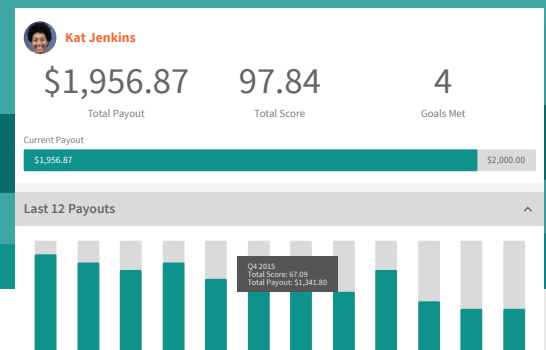 Kat Jenkins
$1,956.87 97.84 4
Total Payout Total Score Goals Met
Current Payout
$1,956.87 $2,000.00
Last 12 Payouts
Q4 2015
Total Score: 67.09
Total Payout: $1,341.80